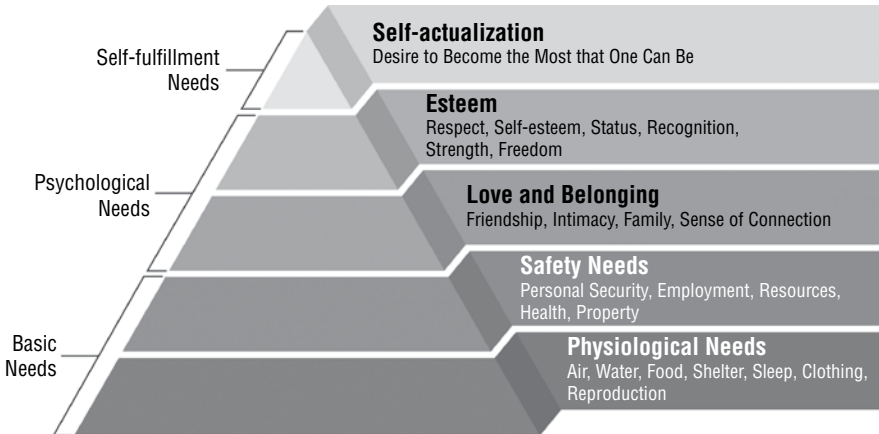 Self-fulfillment
Needs
Self-actualization
Desire to Become the Most that One Can Be
Esteem
Respect, Self-esteem, Status, Recognition,
Strength, Freedom
Psychological
Needs
Love and Belonging
Friendship, Intimacy, Family, Sense of Connection
Safety Needs
Personal Security, Employment, Resources,
Health, Property
Basic
Needs
Physiological Needs
Air, Water, Food, Shelter, Sleep, Clothing,
Reproduction